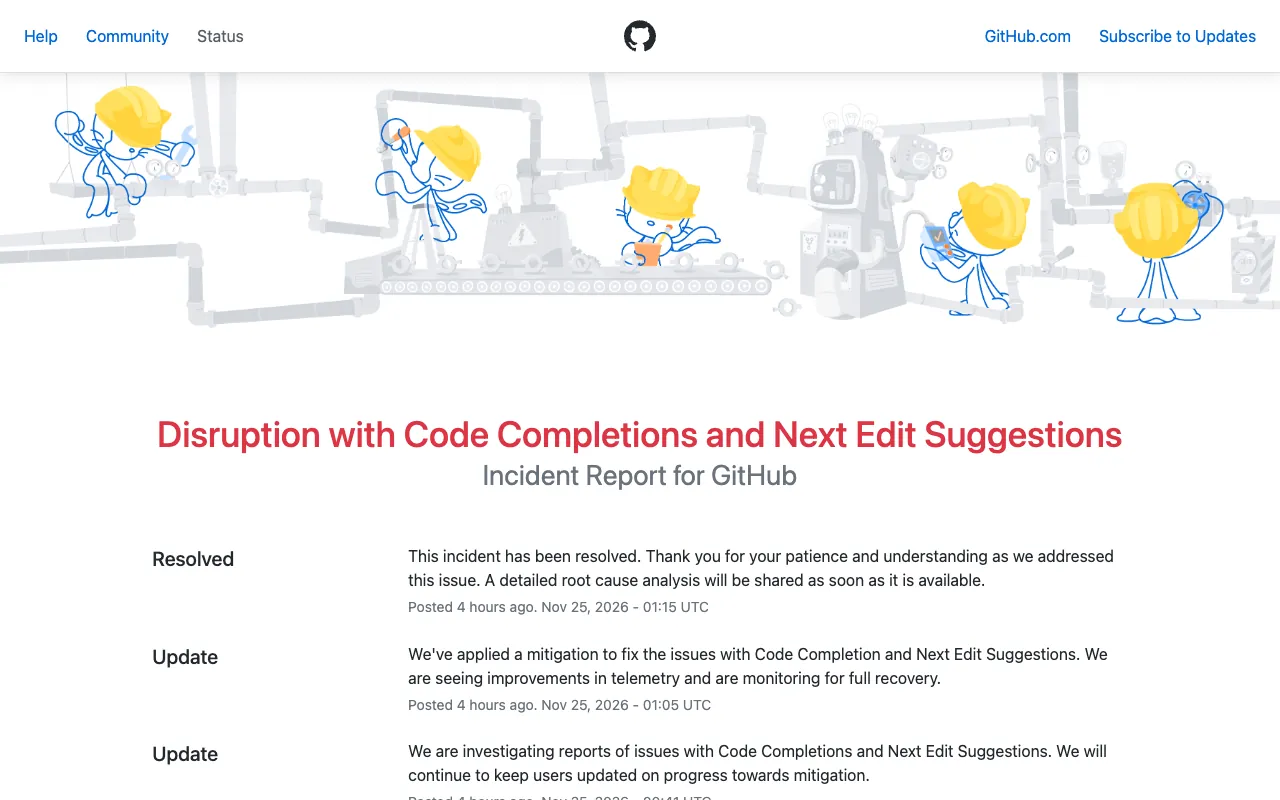 Help Community Status GitHub.com Subscribe to Updates
Disruption with Code Completions and Next Edit Suggestions
Incident Report for GitHub
Resolved
This incident has been resolved. Thank you for your patience and understanding as we addressed
this issue. A detailed root cause analysis will be shared as soon as it is available.
Posted 4 hours ago. Nov 25, 2026 - 01:15 UTC
Update
We've applied a mitigation to fix the issues with Code Completion and Next Edit Suggestions. We
are seeing improvements in telemetry and are monitoring for full recovery.
Posted 4 hours ago. Nov 25, 2026 - 01:05 UTC
Update
We are investigating reports of issues with Code Completions and Next Edit Suggestions. We will
continue to keep users updated on progress towards mitigation.